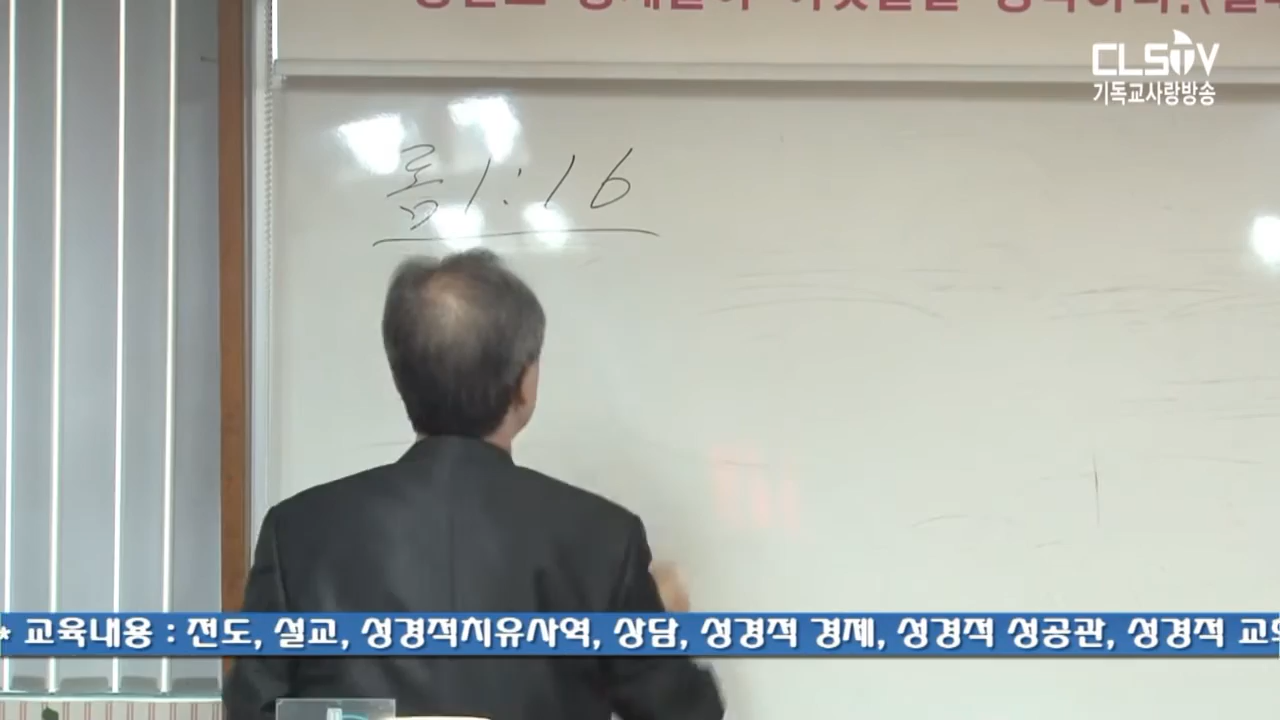 CLSTV
기독교사랑방송
롬1:16
* 교육내용 : 전도, 설교, 성경적치유사역, 상담, 성경적 경제, 성경적 성공관, 성경적